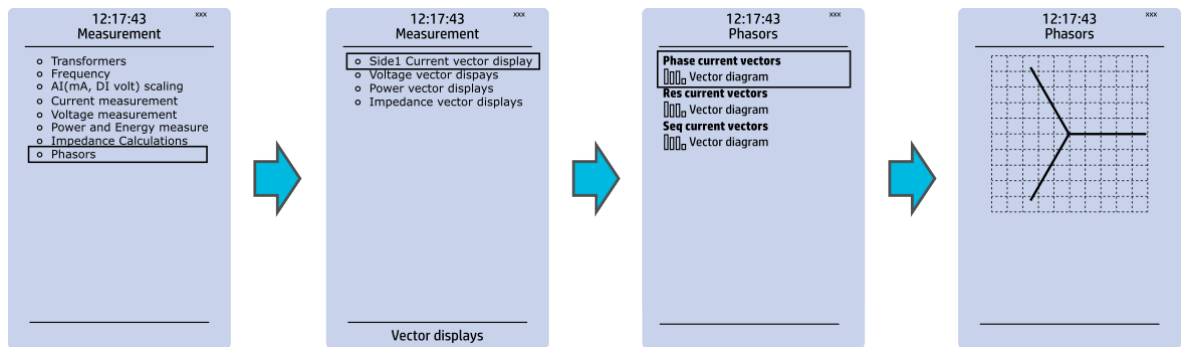 12:17:43 xxx
Measurement
Transformers
Frequency
AI(mA, DI volt) scaling
Current measurement
Voltage measurement
Power and Energy measure
Impedance Calculations
Phasors
12:17:43 xxx
Measurement
Side1 Current vector display
Voltage vector dispays
Power vector displays
Impedance vector displays
Vector displays
12:17:43 xxx
Phasors
Phase current vectors
Vector diagram
Res current vectors
Vector diagram
Seq current vectors
Vector diagram
12:17:43 xxx
Phasors